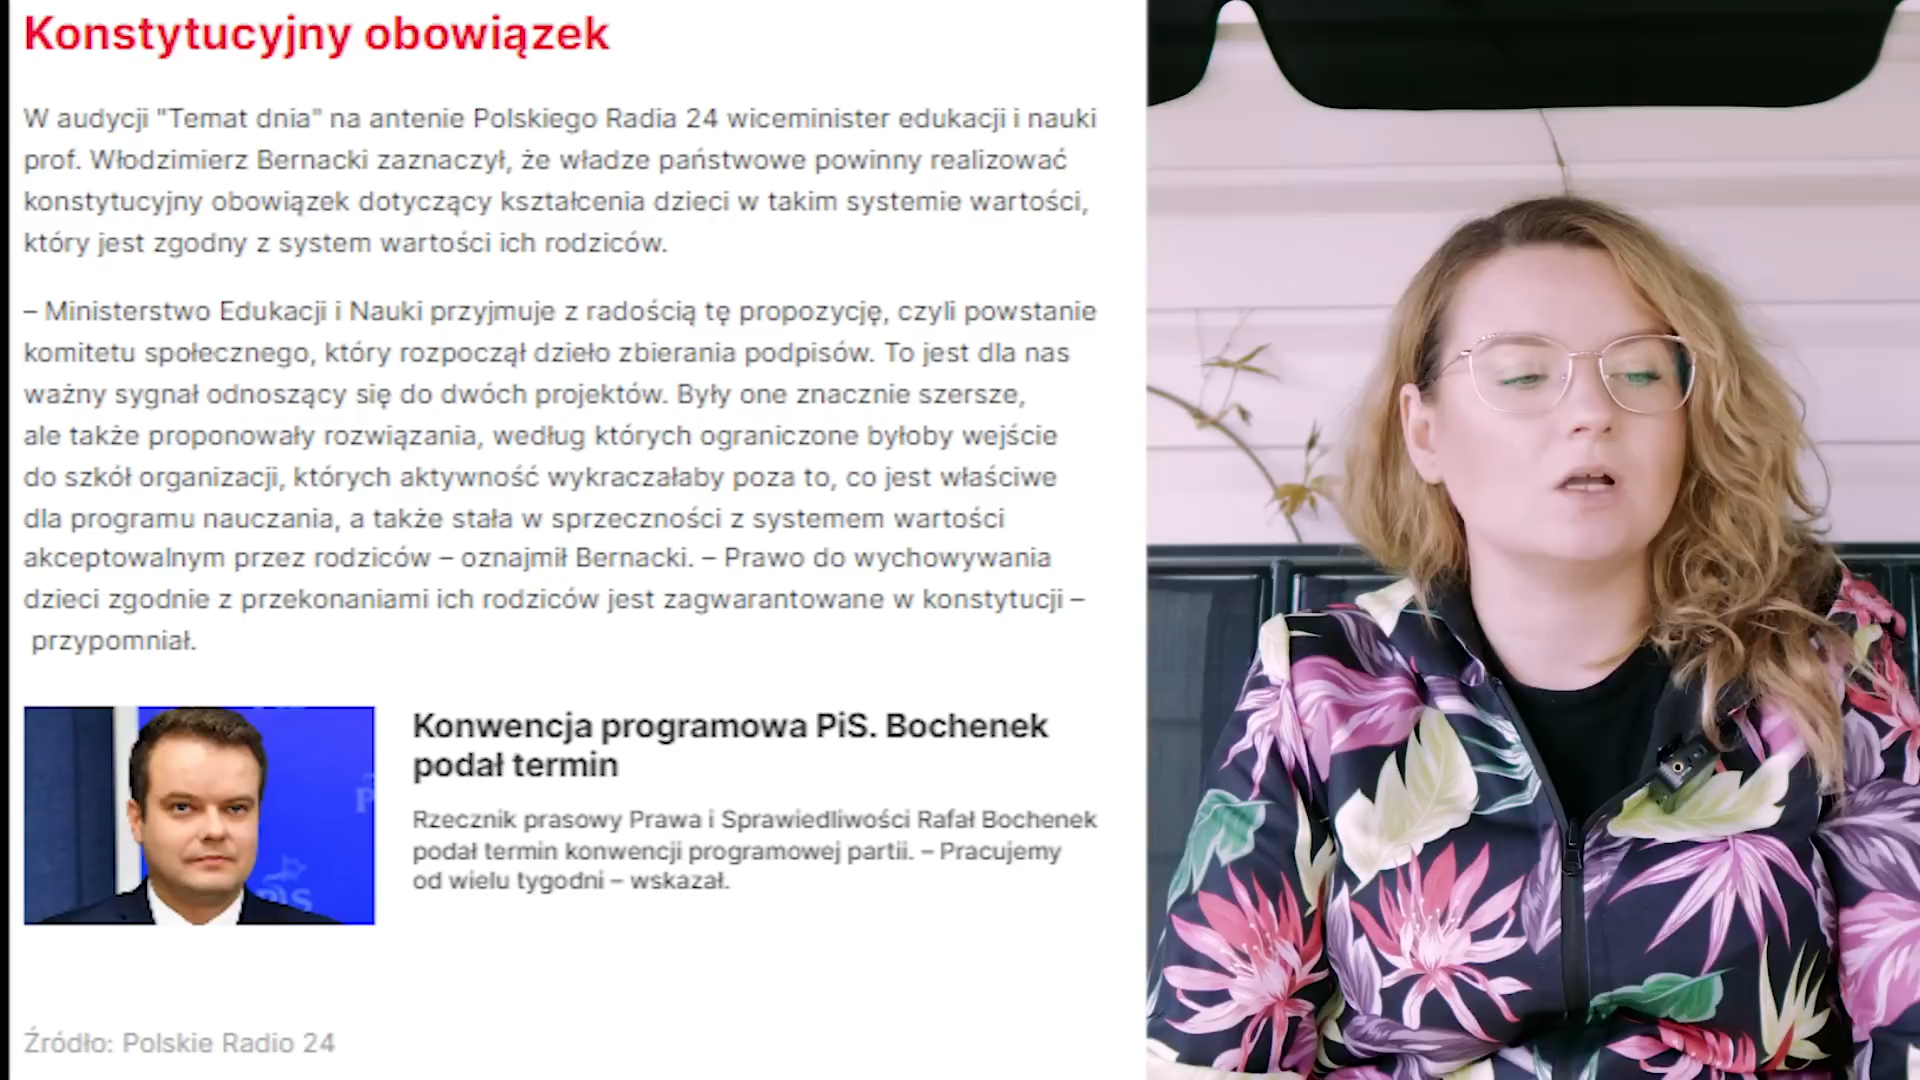 Konstytucyjny obowiązek
W audycji "Temat dnia" na antenie Polskiego Radia 24 wiceminister edukacji i nauki
prof. Włodzimierz Bernacki zaznaczył, że władze państwowe powinny realizować
konstytucyjny obowiązek dotyczący kształcenia dzieci w takim systemie wartości,
który jest zgodny z system wartości ich rodziców.
– Ministerstwo Edukacji i Nauki przyjmuje z radością tę propozycję, czyli powstanie
komitetu społecznego, który rozpoczął dzieło zbierania podpisów. To jest dla nas
ważny sygnał odnoszący się do dwóch projektów. Były one znacznie szersze,
ale także proponowały rozwiązania, według których ograniczone byłoby wejście
do szkół organizacji, których aktywność wykraczałaby poza to, co jest właściwe
dla programu nauczania, a także stała w sprzeczności z systemem wartości
akceptowalnym przez rodziców – oznajmił Bernacki. – Prawo do wychowywania
dzieci zgodnie z przekonaniami ich rodziców jest zagwarantowane w konstytucji –
przypomniał.
Konwencja programowa PiS. Bochenek
podał termin
Rzecznik prasowy Prawa i Sprawiedliwości Rafał Bochenek
podał termin konwencji programowej partii. – Pracujemy
od wielu tygodni – wskazał.
PiS
Źródło: Polskie Radio 24